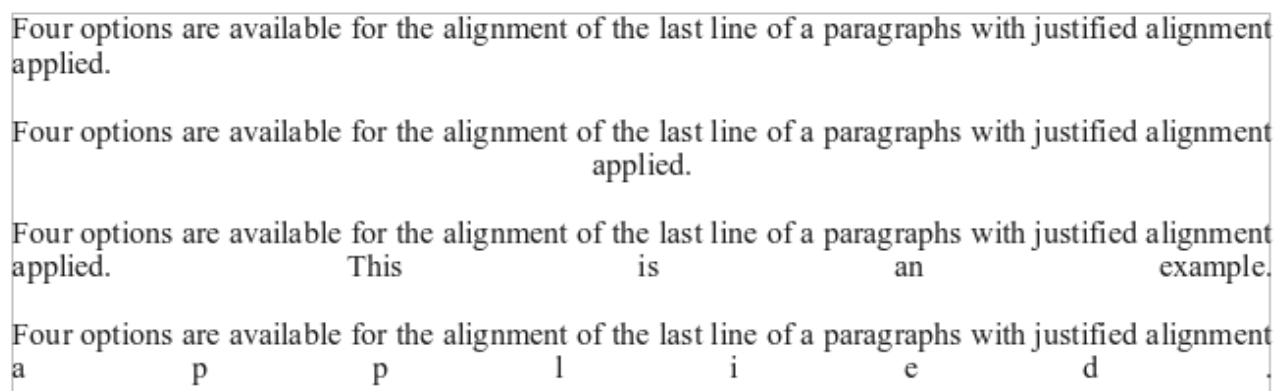 Four options are available for the alignment of the last line of a paragraphs with justified alignment
applied.
Four options are available for the alignment of the last line of a paragraphs with justified alignment
applied.
Four options are available for the alignment of the last line of a paragraphs with justified alignment
applied. This is an example.
Four options are available for the alignment of the last line of a paragraphs with justified alignment
a p p l i e d .